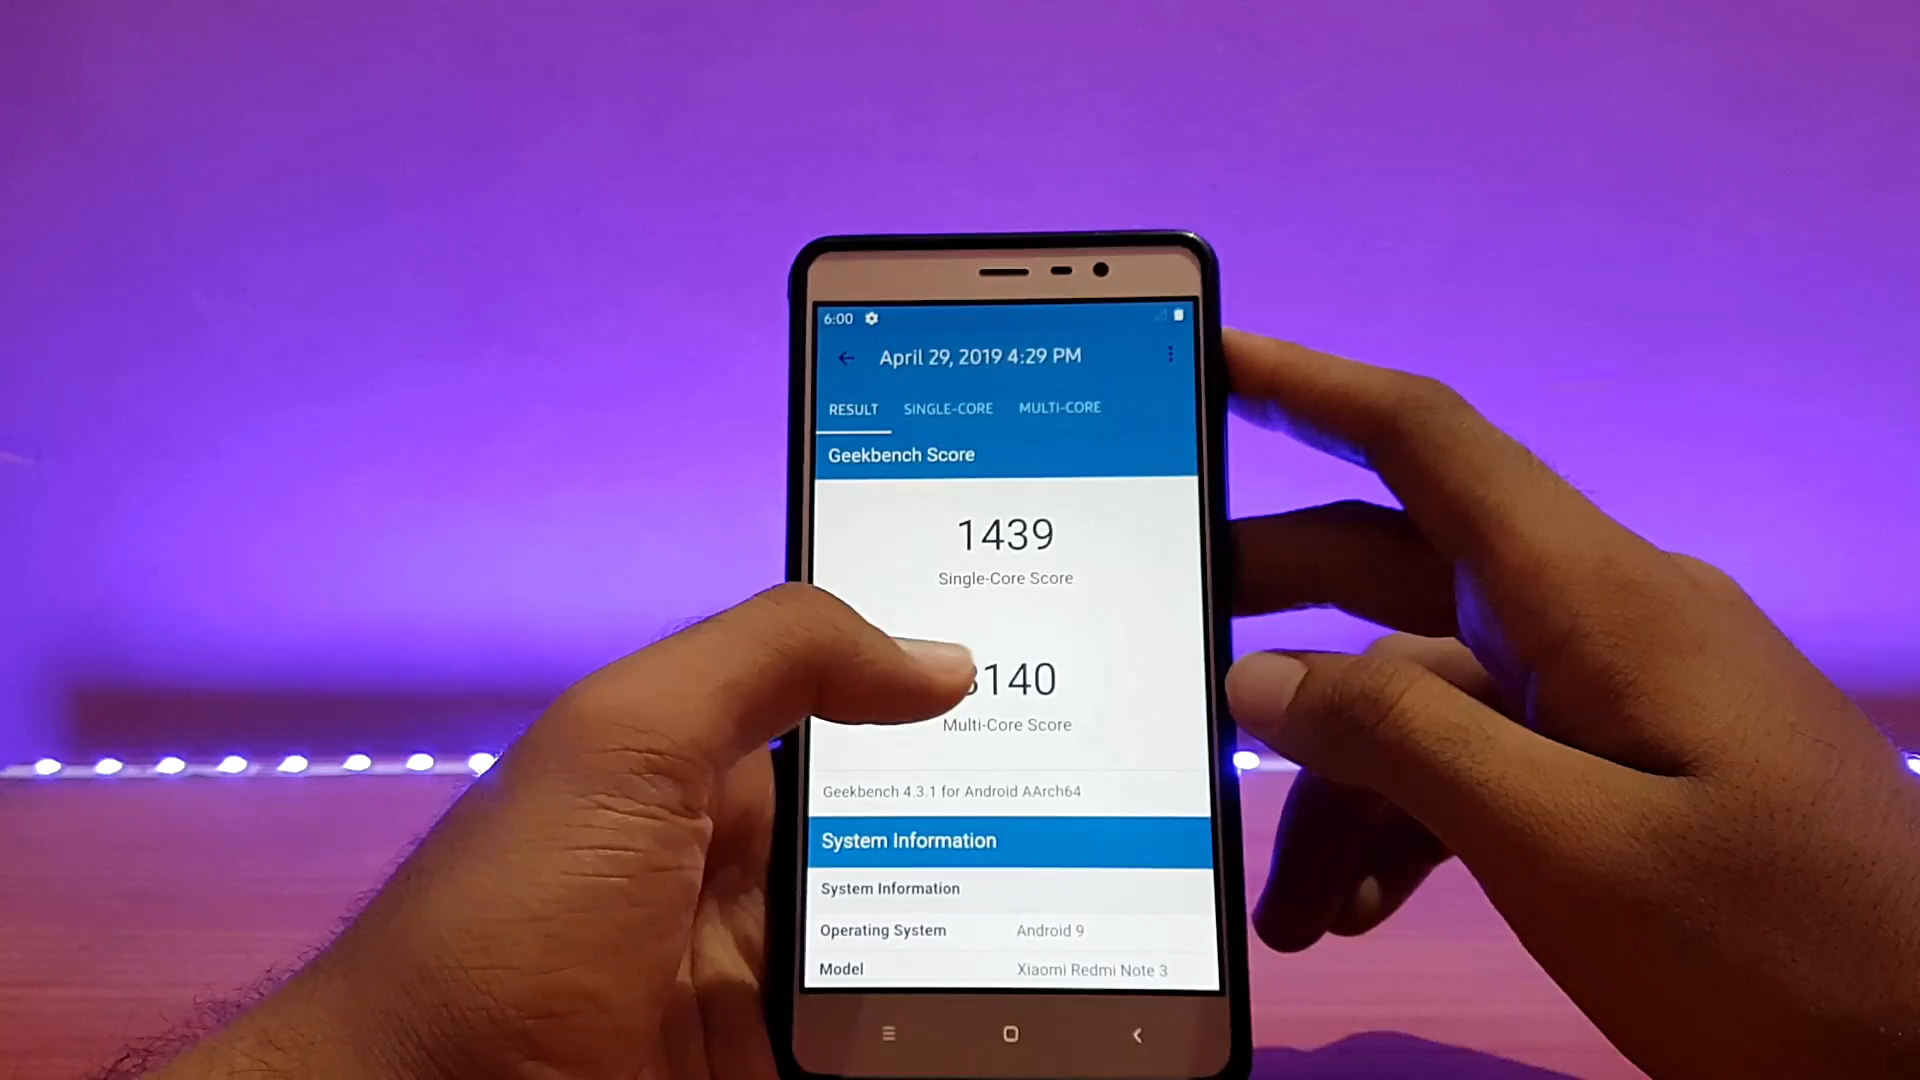 6:00
April 29, 2019 4:29 PM
RESULT SINGLE-CORE MULTI-CORE
Geekbench Score
1439
Single-Core Score
3140
Multi-Core Score
Geekbench 4.3.1 for Android AArch64
System Information
System Information
Operating System Android 9
Model Xiaomi Redmi Note 3